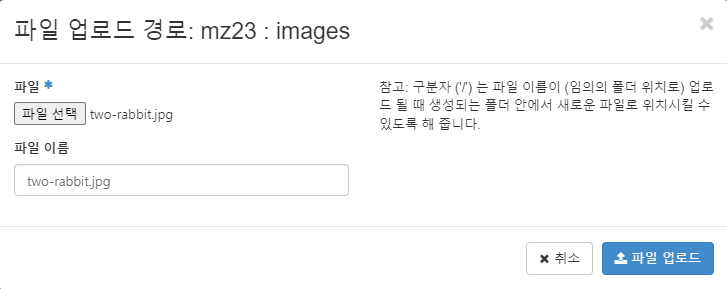 파일 업로드 경로: mz23 : images
×
파일 *
파일 선택 two-rabbit.jpg
파일 이름
two-rabbit.jpg
참고: 구분자 ('/') 는 파일 이름이 (임의의 폴더 위치로) 업로
드 될 때 생성되는 폴더 안에서 새로운 파일로 위치시킬 수
있도록 해 줍니다.
× 취소
파일 업로드